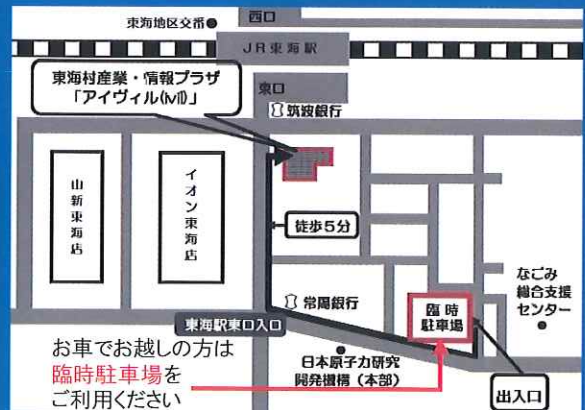 西口
東海地区交番
JR東海駅
東海村産業・情報プラザ
「アイヴィル(iVil)」
東口
筑波銀行
山新東海店
イオン東海店
徒歩5分
なごみ
総合支援
センター
常陽銀行
臨時
駐車場
東海駅東口入口
お車でお越しの方は
臨時駐車場を
ご利用ください
日本原子力研究
開発機構（本部）
出入口